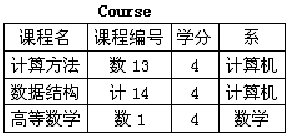 Course
课程名 课程编号 学分 系
计算方法 数 13 4 计算机
数据结构 计 14 4 计算机
高等数学 数 1 4 数学